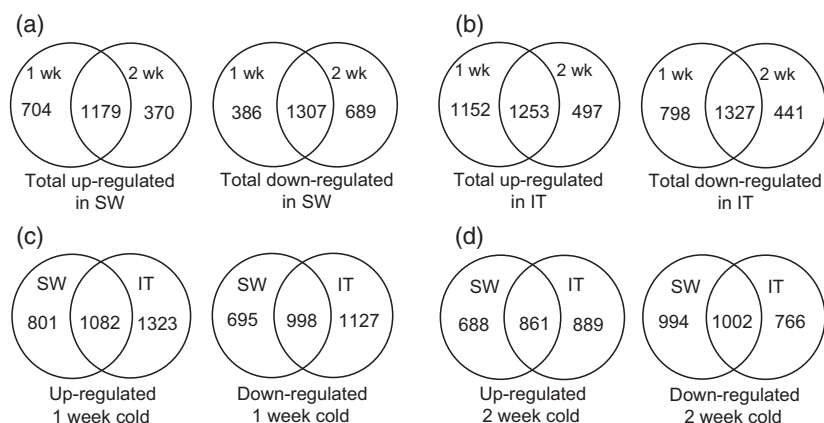 (a)
1 wk 2 wk
704 1179 370
Total up-regulated
in SW
1 wk 2 wk
386 1307 689
Total down-regulated
in SW
(b)
1 wk 2 wk
1152 1253 497
Total up-regulated
in IT
1 wk 2 wk
798 1327 441
Total down-regulated
in IT
(c)
SW IT
801 1082 1323
Up-regulated
1 week cold
SW IT
695 998 1127
Down-regulated
1 week cold
(d)
SW IT
688 861 889
Up-regulated
2 week cold
SW IT
994 1002 766
Down-regulated
2 week cold